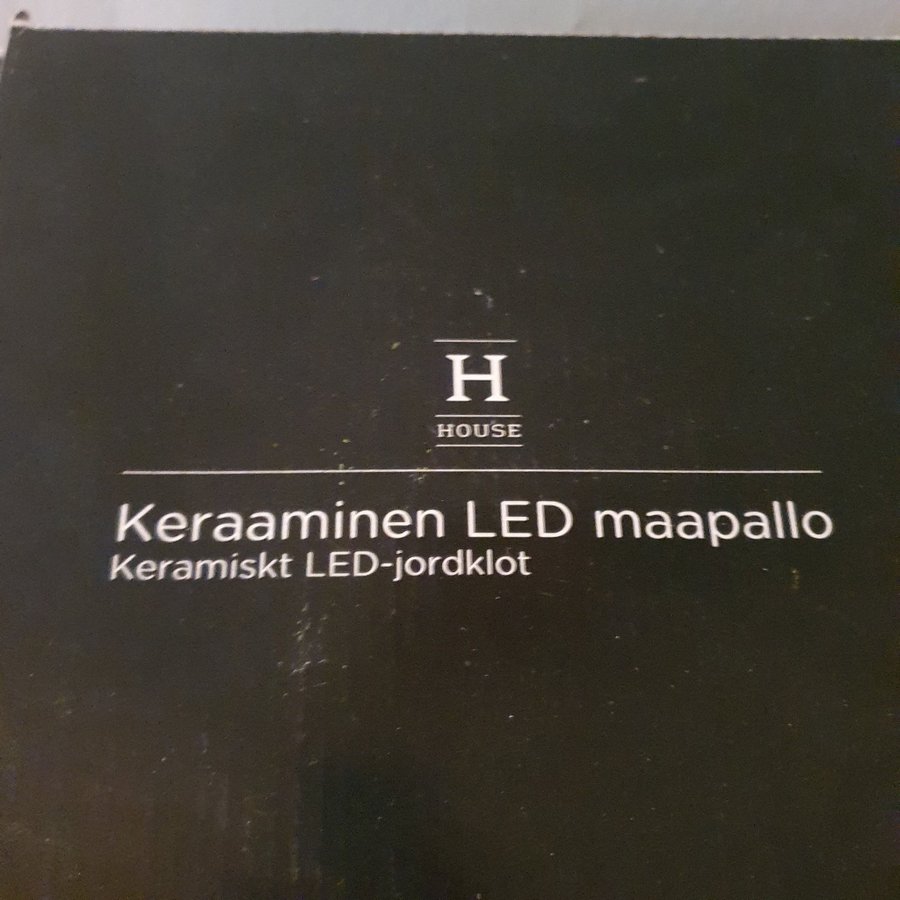 H
HOUSE
Keraaminen LED maapallo
Keramiskt LED-jordklot